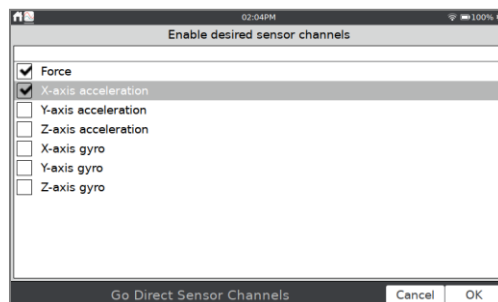 02:04PM
100%
Enable desired sensor channels
Force
X-axis acceleration
Y-axis acceleration
Z-axis acceleration
X-axis gyro
Y-axis gyro
Z-axis gyro
Go Direct Sensor Channels
Cancel
OK